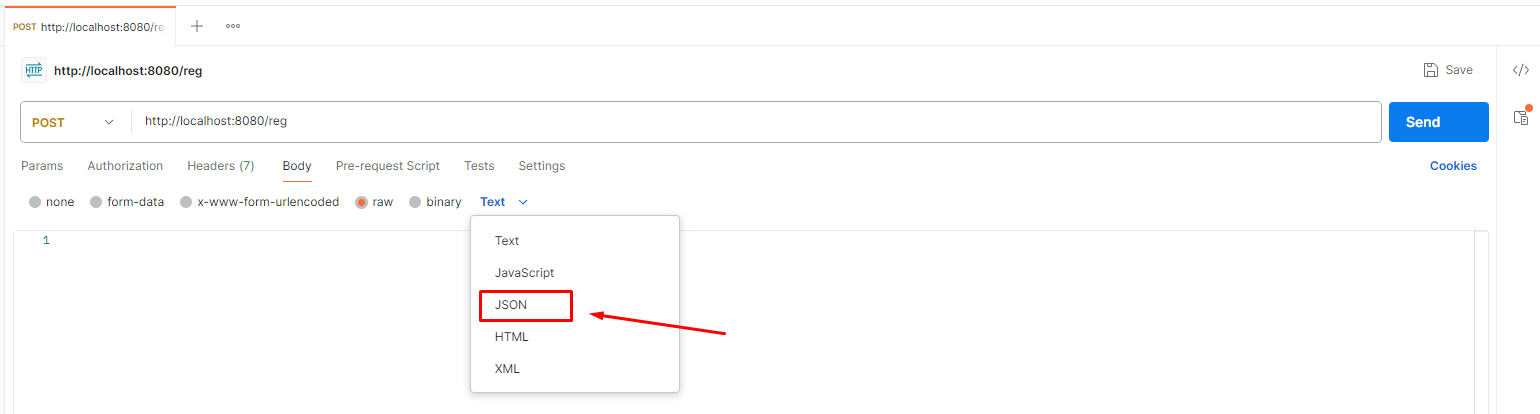 POST http://localhost:8080/re
HTTP http://localhost:8080/reg
Save
POST http://localhost:8080/reg
Send
Params Authorization Headers (7) Body Pre-request Script Tests Settings
Cookies
none form-data x-www-form-urlencoded raw binary Text
1
Text
JavaScript
JSON
HTML
XML